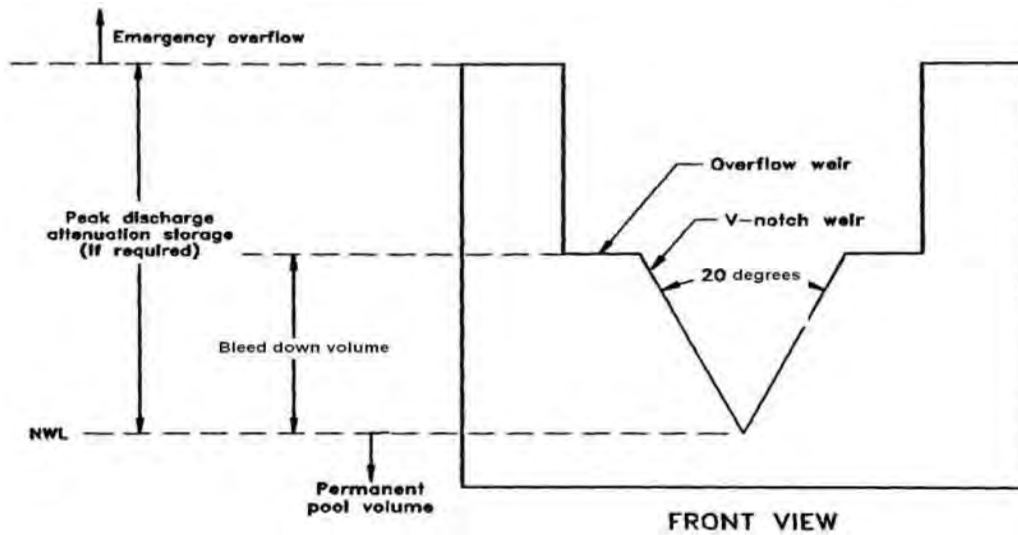 Emergency overflow
Overflow weir
Peak discharge
attenuation storage
(if required)
V-notch weir
20 degrees
Bleed down volume
NWL
Permanent
pool volume
FRONT VIEW